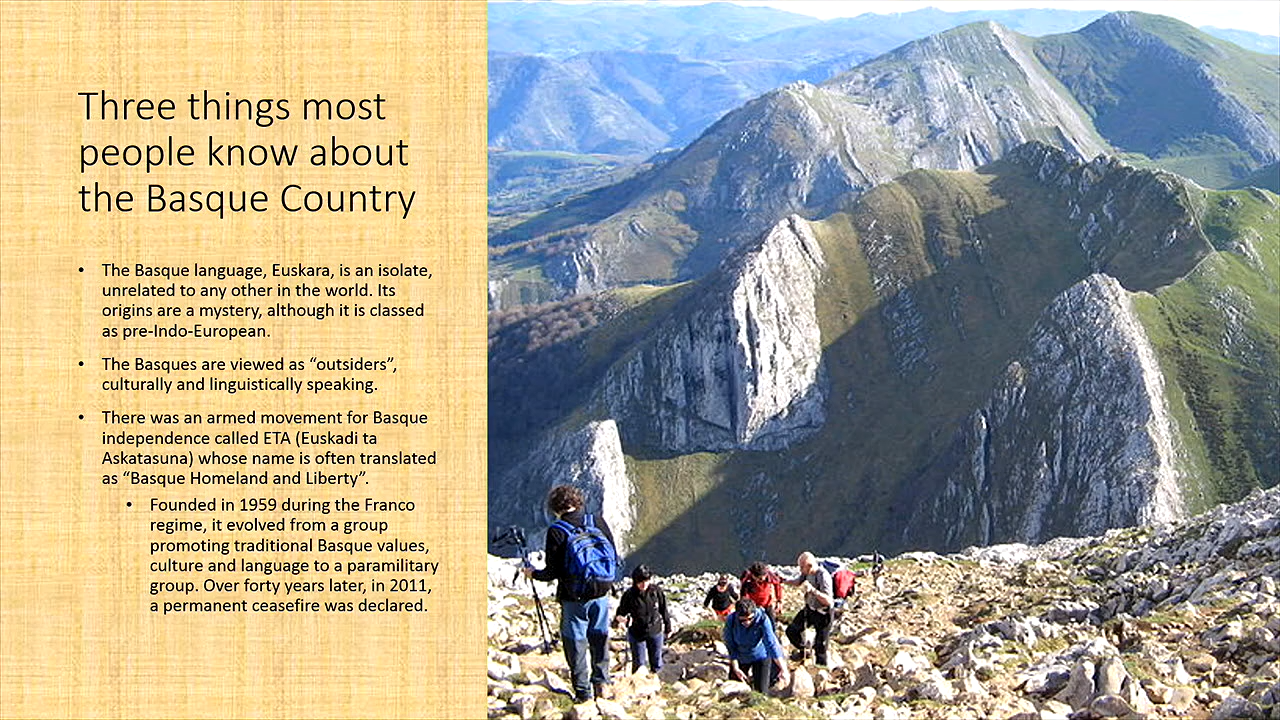 Three things most
people know about
the Basque Country
• The Basque language, Euskara, is an isolate,
unrelated to any other in the world. Its
origins are a mystery, although it is classed
as pre-Indo-European.
• The Basques are viewed as “outsiders”,
culturally and linguistically speaking.
• There was an armed movement for Basque
independence called ETA (Euskadi ta
Askatasuna) whose name is often translated
as “Basque Homeland and Liberty”.
• Founded in 1959 during the Franco
regime, it evolved from a group
promoting traditional Basque values,
culture and language to a paramilitary
group. Over forty years later, in 2011,
a permanent ceasefire was declared.